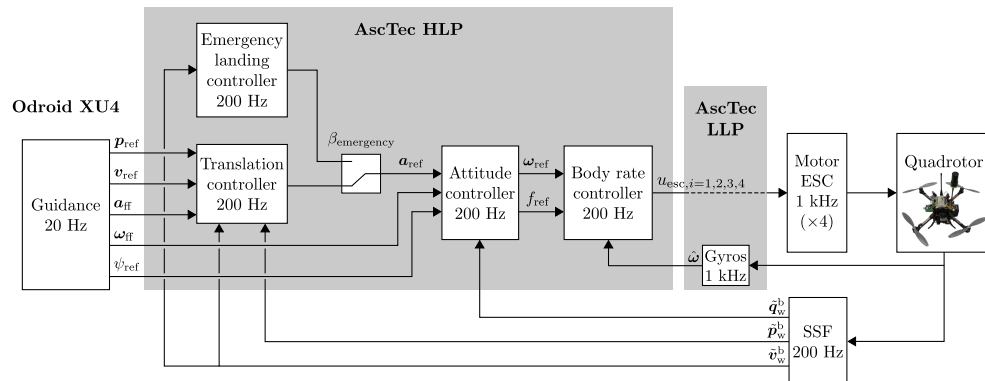 AscTec HLP
Emergency
landing
controller
200 Hz
Odroid XU4
AscTec
LLP
β_emergency
p_ref
v_ref
a_ff
ω_ff
ψ_ref
Guidance
20 Hz
Translation
controller
200 Hz
a_ref
Attitude
controller
200 Hz
ω_ref
f_ref
Body rate
controller
200 Hz
u_esc,i=1,2,3,4
Motor
ESC
1 kHz
(×4)
Quadrotor
ω̂
Gyros
1 kHz
q̃_w^b
p̃_w^b
ṽ_w^b
SSF
200 Hz